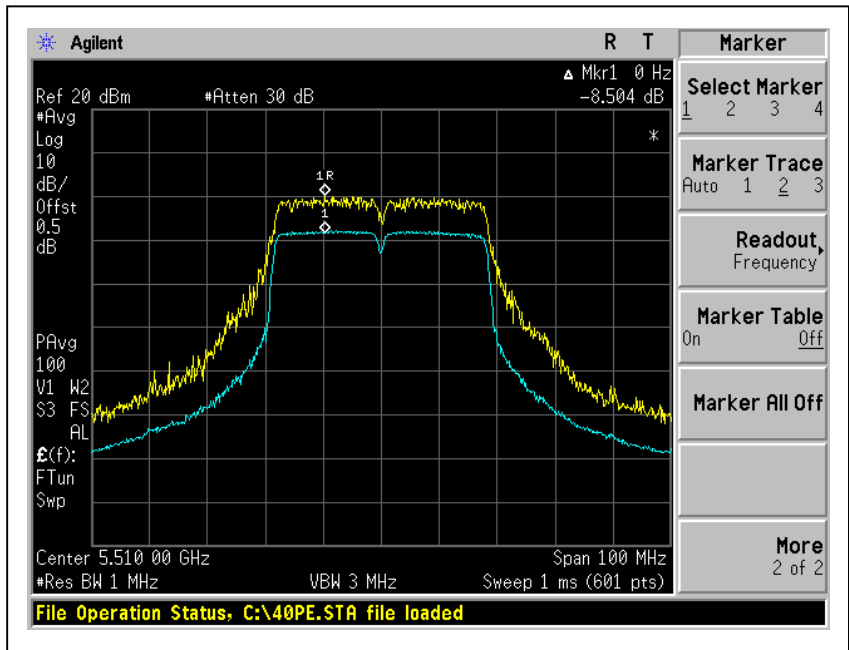 Agilent R T
Δ Mkr1 0 Hz
Ref 20 dBm #Atten 30 dB -8.504 dB
#Avg
Log
10
dB/
Offst
0.5
dB
*
1R
1
PAvg
100
V1 W2
S3 FS
AL
£(f):
FTun
Swp
Center 5.510 00 GHz Span 100 MHz
#Res BW 1 MHz VBW 3 MHz Sweep 1 ms (601 pts)
File Operation Status, C:\40PE.STA file loaded
Marker
Select Marker
1 2 3 4
Marker Trace
Auto 1 2 3
Readout
Frequency
Marker Table
On Off
Marker All Off
More
2 of 2